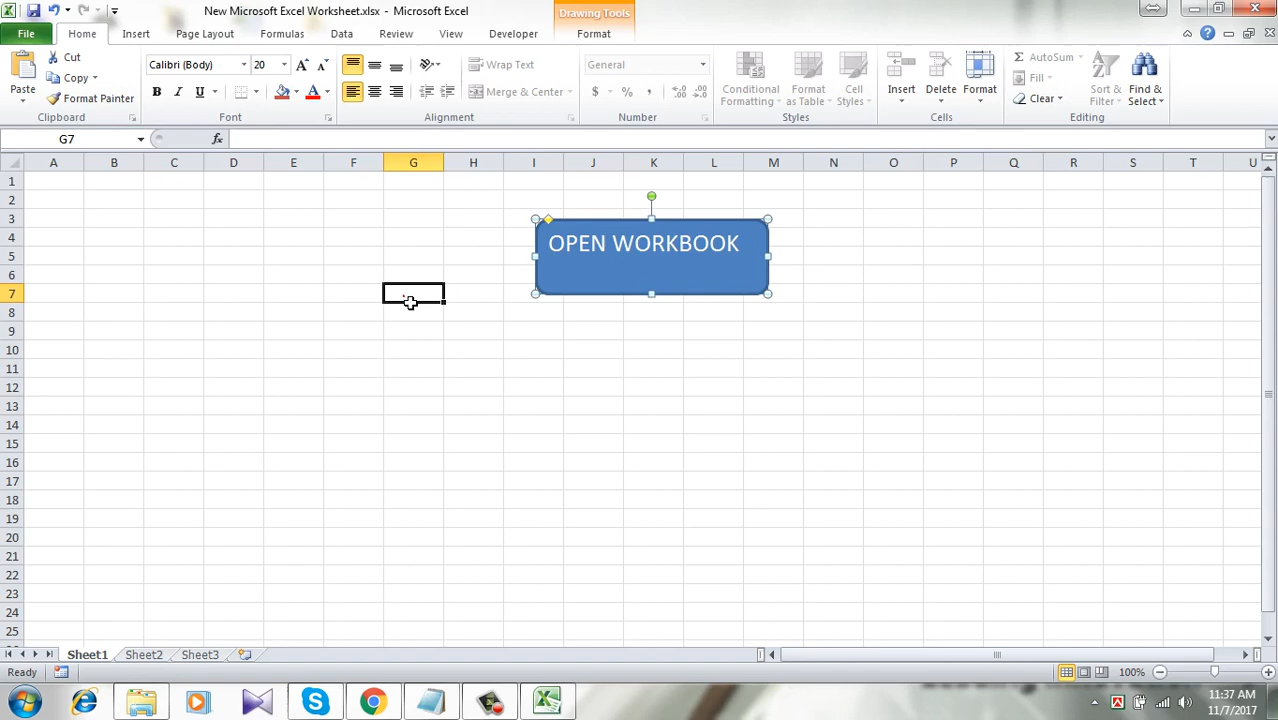 New Microsoft Excel Worksheet.xlsx - Microsoft Excel
Drawing Tools
File Home Insert Page Layout Formulas Data Review View Developer Format
Paste
Cut
Copy
Format Painter
Clipboard
Calibri (Body) 20
B I U A
Font
Wrap Text
Merge & Center
Alignment
General
$ % ,
Number
Conditional Formatting
Format as Table
Cell Styles
Styles
Insert
Delete
Format
Cells
Σ AutoSum
Fill
Clear
Sort & Filter
Find & Select
Editing
G7 fx
A B C D E F G H I J K L M N O P Q R S T U
1
2
3
4
5
6
7
8
9
10
11
12
13
14
15
16
17
18
19
20
21
22
23
24
25
OPEN WORKBOOK
Sheet1 Sheet2 Sheet3
Ready
100%
11:37 AM
11/7/2017